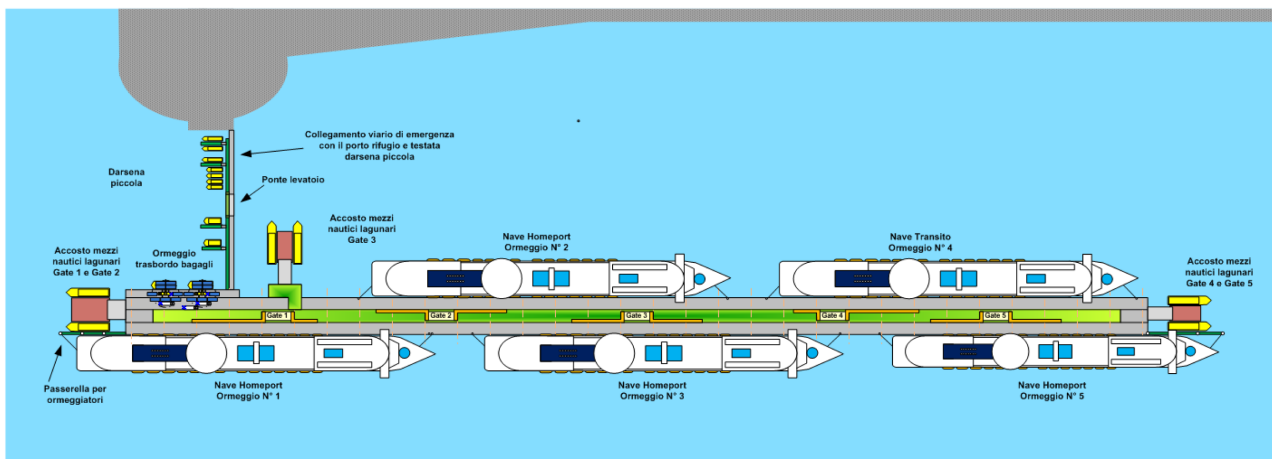 Collegamento viario di emergenza
con il porto rifugio e testata
darsena piccola
Darsena
piccola
Ponte levatoio
Accosto mezzi
nautici lagunari
Gate 3
Nave Homeport
Ormeggio N° 2
Nave Transito
Ormeggio N° 4
Accosto mezzi
nautici lagunari
Gate 1 e Gate 2
Ormeggio
trasbordo bagagli
Accosto mezzi
nautici lagunari
Gate 4 e Gate 5
Gate 1
Gate 2
Gate 3
Gate 4
Gate 5
Passerella per
ormeggiatori
Nave Homeport
Ormeggio N° 1
Nave Homeport
Ormeggio N° 3
Nave Homeport
Ormeggio N° 5